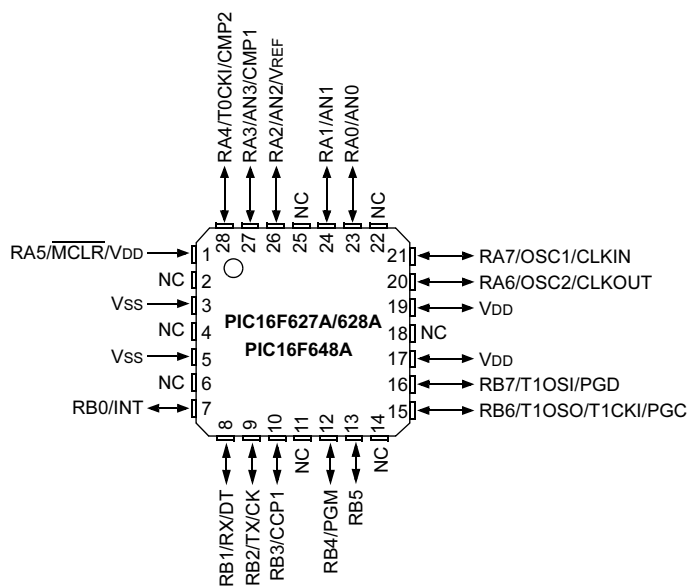 RA4/T0CKI/CMP2
RA3/AN3/CMP1
RA2/AN2/VREF
NC
RA1/AN1
RA0/AN0
NC
28
27
26
25
24
23
22
RA5/MCLR/VDD
1
NC
2
VSS
3
NC
4
VSS
5
NC
6
RB0/INT
7
PIC16F627A/628A
PIC16F648A
21
RA7/OSC1/CLKIN
20
RA6/OSC2/CLKOUT
19
VDD
18
NC
17
VDD
16
RB7/T1OSI/PGD
15
RB6/T1OSO/T1CKI/PGC
8
9
10
11
12
13
14
RB1/RX/DT
RB2/TX/CK
RB3/CCP1
NC
RB4/PGM
RB5
NC